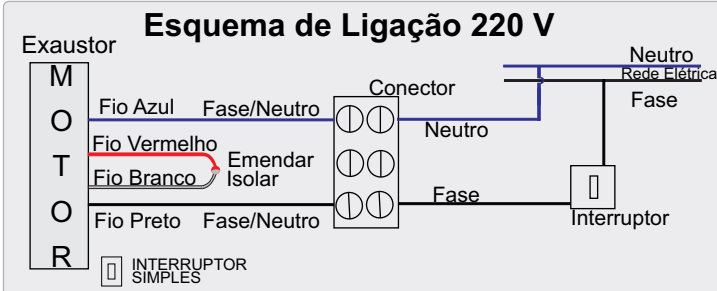 Esquema de Ligação 220 V
Exaustor
M
O
T
O
R
Fio Azul
Fase/Neutro
Fio Vermelho
Fio Branco
Emendar
Isolar
Fio Preto
Fase/Neutro
Conector
Neutro
Fase
Neutro
Rede Elétrica
Fase
Interruptor
INTERRUPTOR
SIMPLES